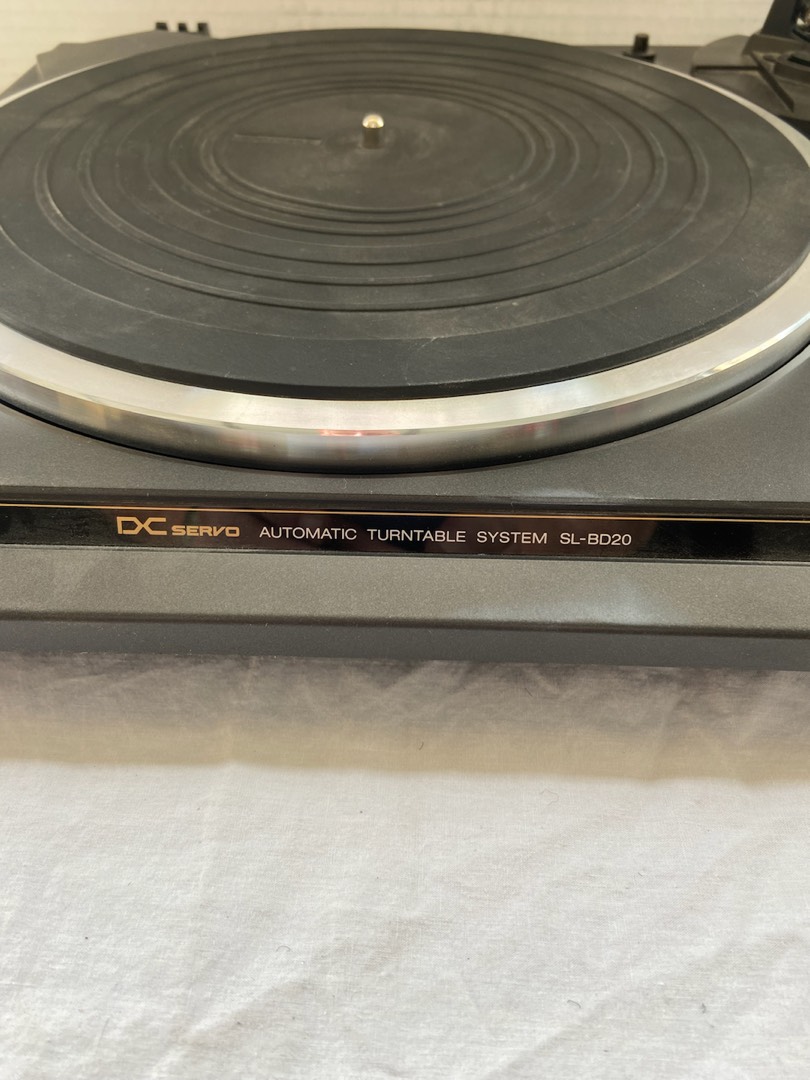 DC SERVO AUTOMATIC TURNTABLE SYSTEM SL-BD20